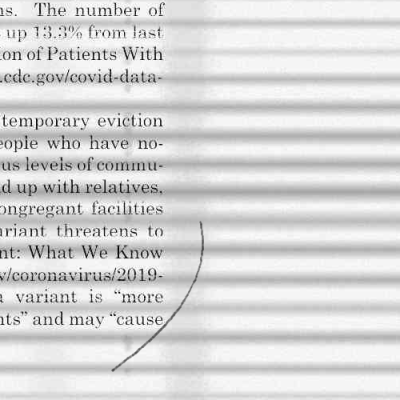 ns. The number of
up 13.3% from last
ion of Patients With
.cdc.gov/covid-data-
temporary eviction
eople who have no-
us levels of commu-
d up with relatives,
ongregant facilities
ariant threatens to
nt: What We Know
v/coronavirus/2019-
a variant is “more
nts” and may “cause